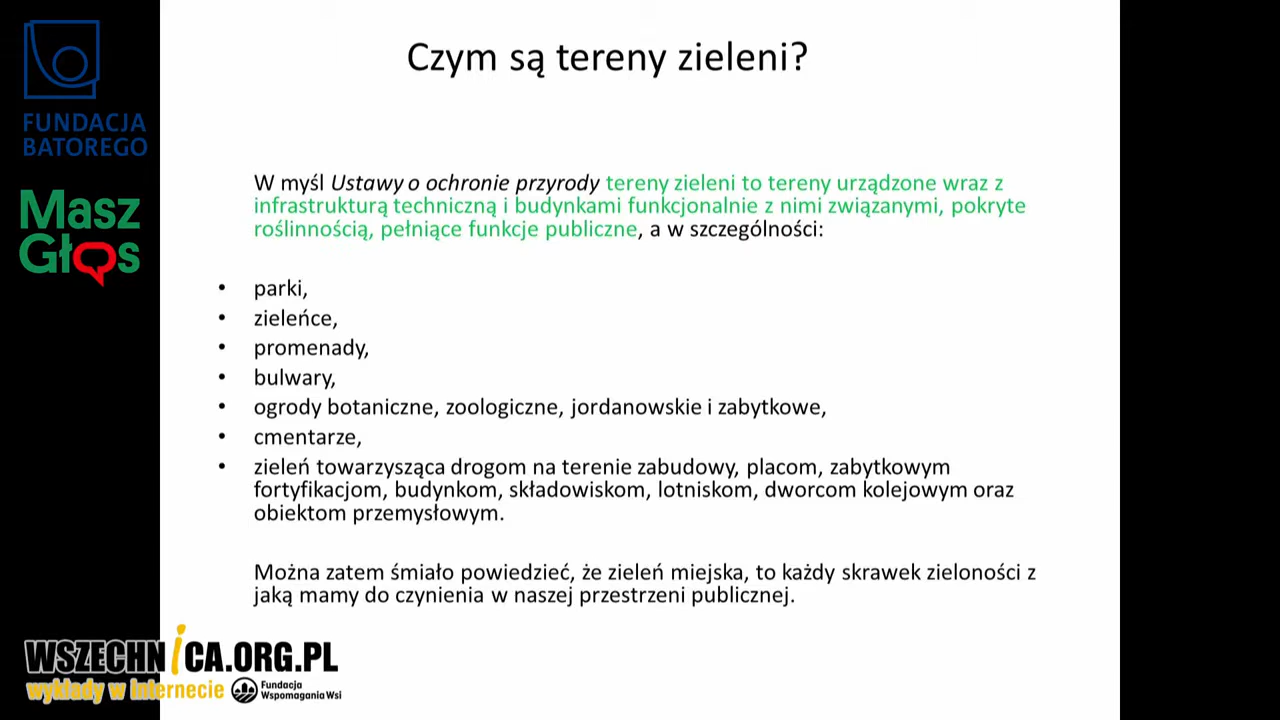 Czym są tereny zieleni?
FUNDACJA
BATOREGO
Masz
Głos
W myśl Ustawy o ochronie przyrody tereny zieleni to tereny urządzone wraz z
infrastrukturą techniczną i budynkami funkcjonalnie z nimi związanymi, pokryte
roślinnością, pełniące funkcje publiczne, a w szczególności:
• parki,
• zieleńce,
• promenady,
• bulwary,
• ogrody botaniczne, zoologiczne, jordanowskie i zabytkowe,
• cmentarze,
• zieleń towarzysząca drogom na terenie zabudowy, placom, zabytkowym
fortyfikacjom, budynkom, składowiskom, lotniskom, dworcom kolejowym oraz
obiektom przemysłowym.
Można zatem śmiało powiedzieć, że zieleń miejska, to każdy skrawek zieloności z
jaką mamy do czynienia w naszej przestrzeni publicznej.
WSZECHNiCA.ORG.PL
wykłady w internecie
Fundacja
Wspomagania Wsi